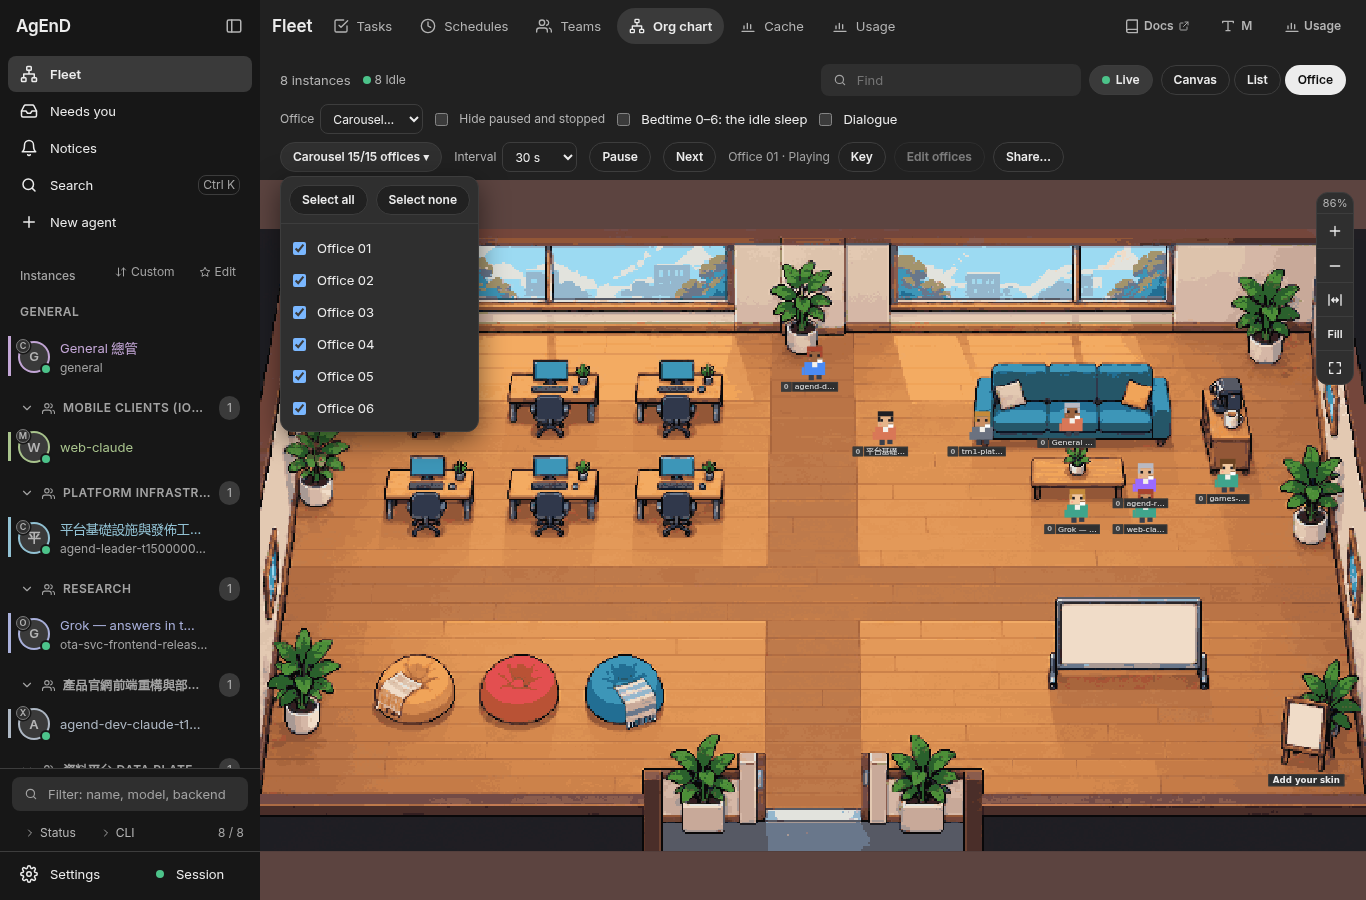 AgEnD
Fleet
Needs you
Notices
Search
Ctrl K
New agent
Instances
Custom
Edit
GENERAL
C
G
General 總管
general
MOBILE CLIENTS (IO...
1
M
W
web-claude
PLATFORM INFRASTR...
1
C
平
平台基礎設施與發佈工...
agend-leader-t1500000...
RESEARCH
1
O
G
Grok — answers in t...
ota-svc-frontend-releas...
產品官網前端重構與部...
1
X
A
agend-dev-claude-t1...
Filter: name, model, backend
Status
CLI
8 / 8
Settings
Session
Fleet
Tasks
Schedules
Teams
Org chart
Cache
Usage
Docs
M
Usage
8 instances
8 Idle
Find
Live
Canvas
List
Office
Office
Carousel...
Hide paused and stopped
Bedtime 0–6: the idle sleep
Dialogue
Carousel 15/15 offices ▾
Interval
30 s
Pause
Next
Office 01 · Playing
Key
Edit offices
Share...
Select all
Select none
Office 01
Office 02
Office 03
Office 04
Office 05
Office 06
86%
Fill
0 agend-d...
0 平台基礎...
0 tm1-plat...
0 General ...
0 agend-r...
0 games-...
0 Grok — ...
0 web-cla...
Add your skin